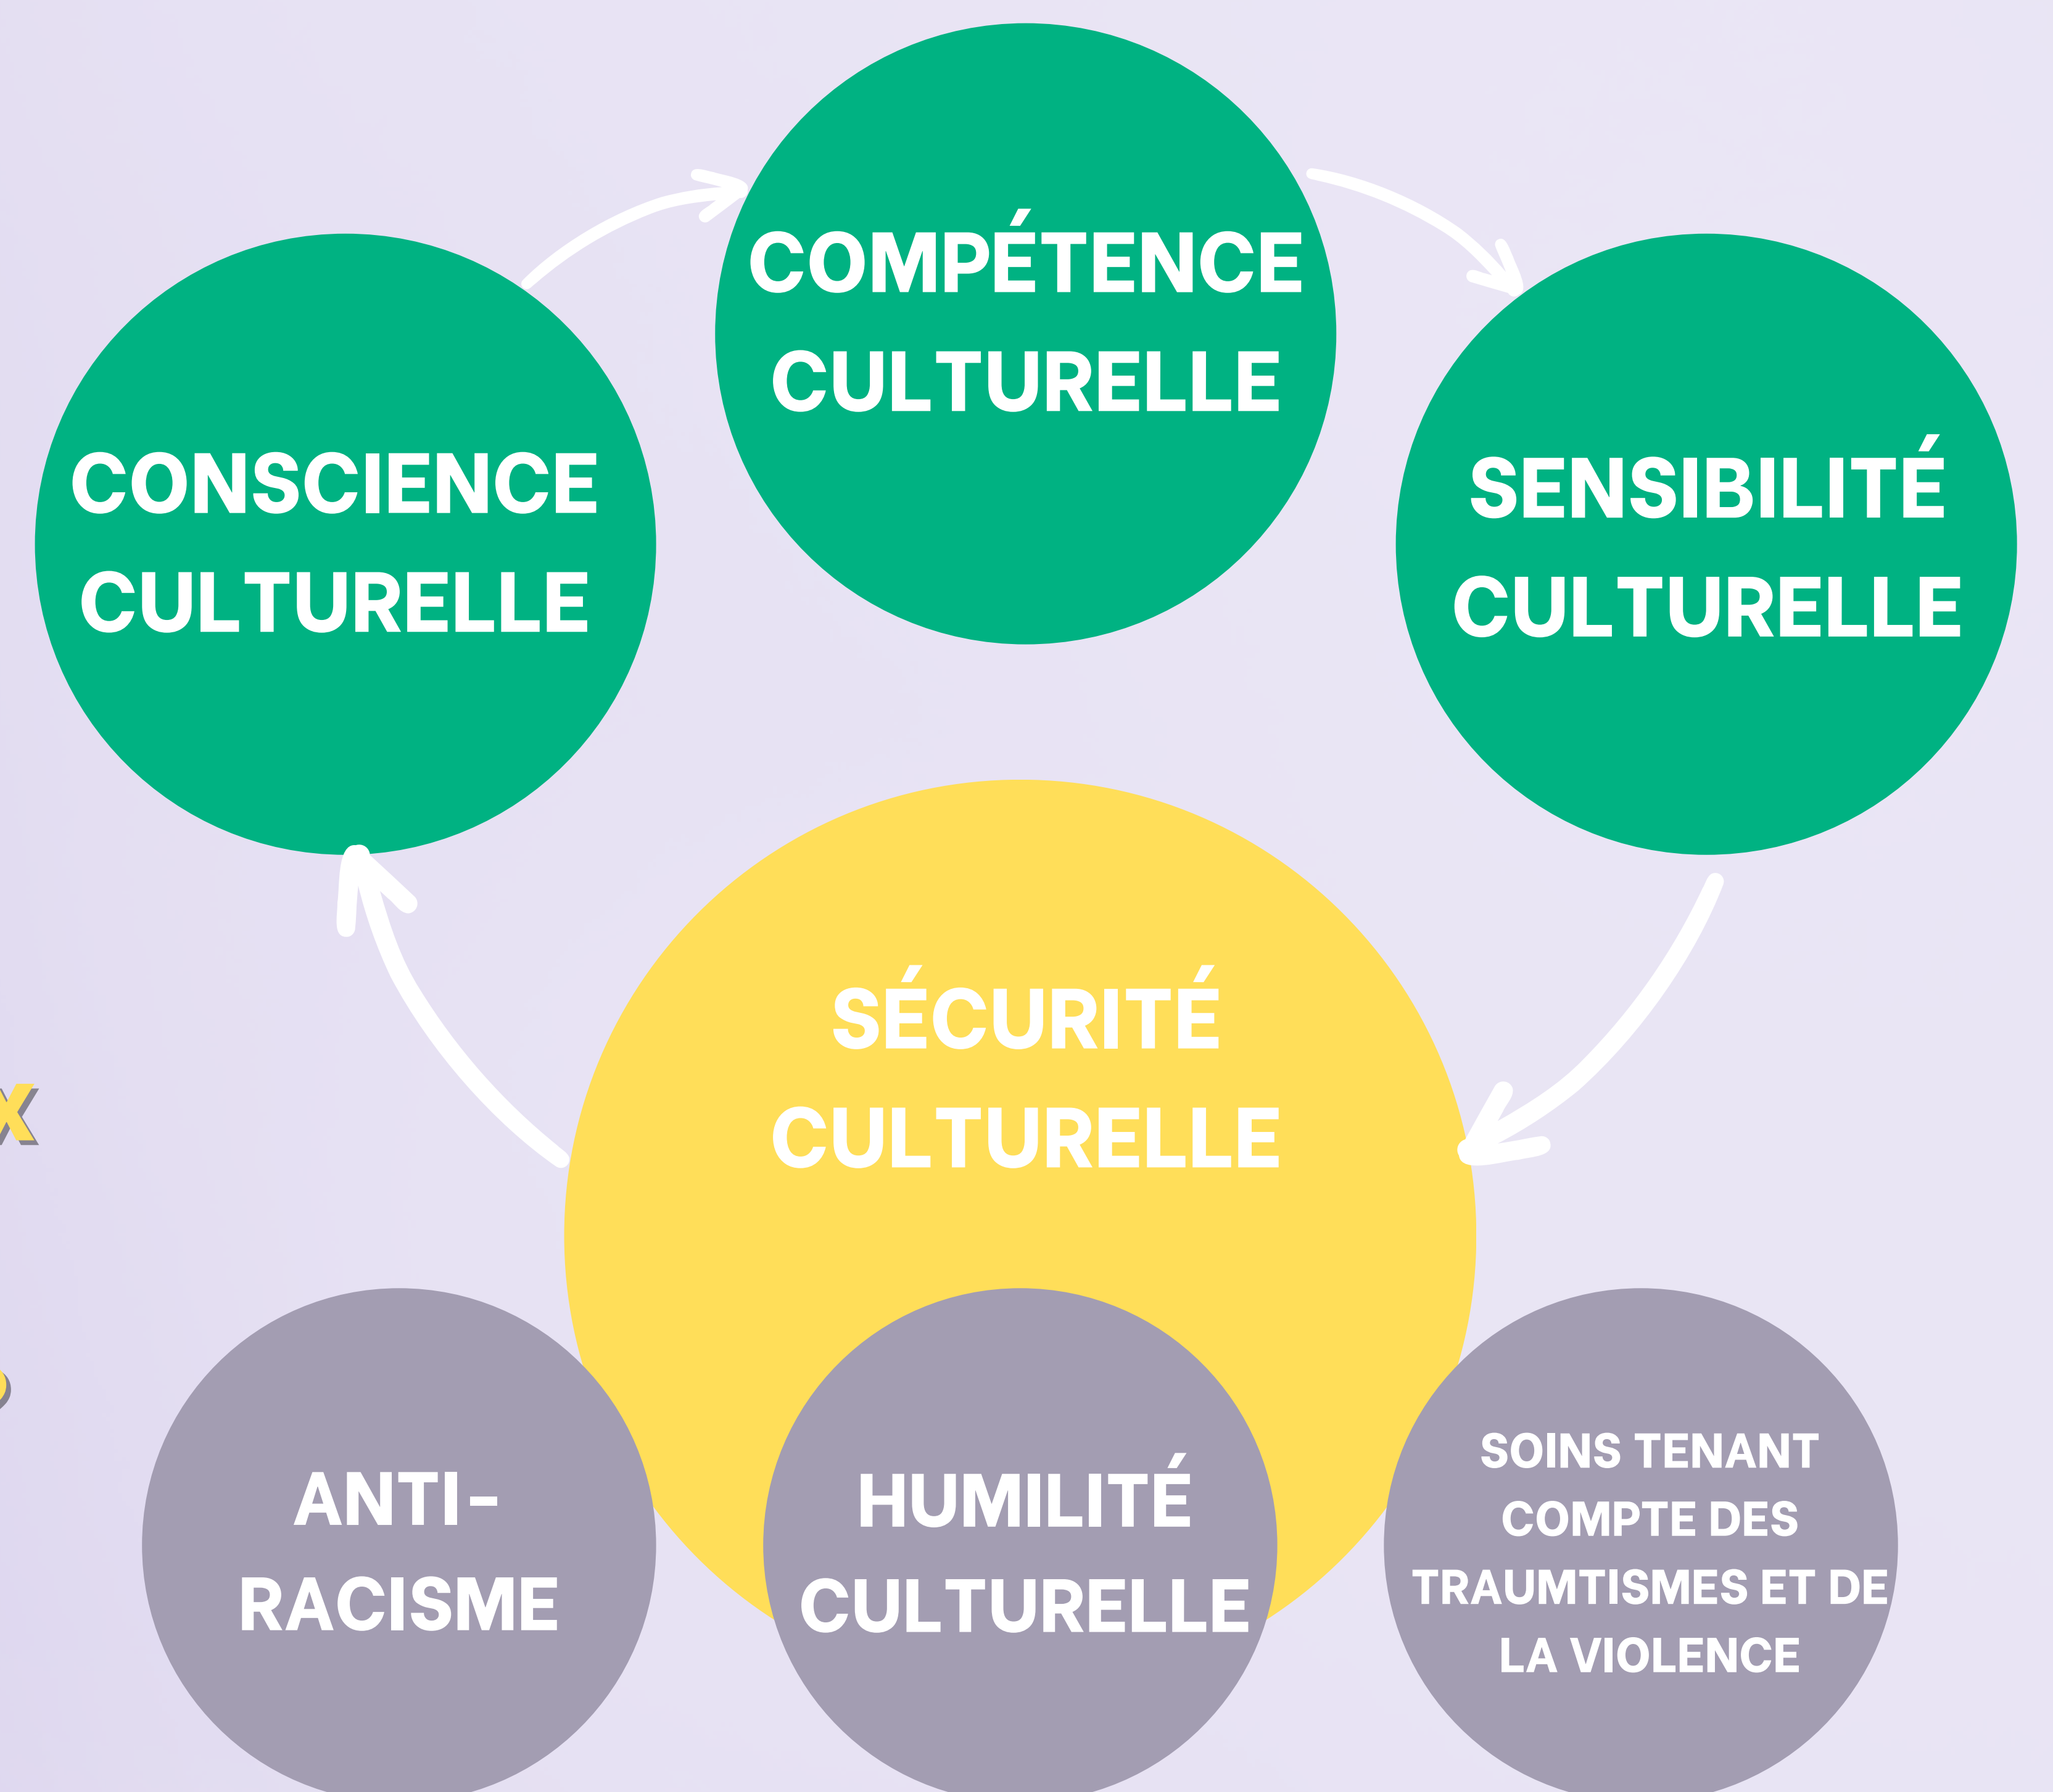 COMPÉTENCE
CULTURELLE
CONSCIENCE
CULTURELLE
SENSIBILITÉ
CULTURELLE
SÉCURITÉ
CULTURELLE
X
ANTI-
RACISME
HUMILITÉ
CULTURELLE
SOINS TENANT
COMPTE DES
TRAUMTISMES ET DE
LA VIOLENCE